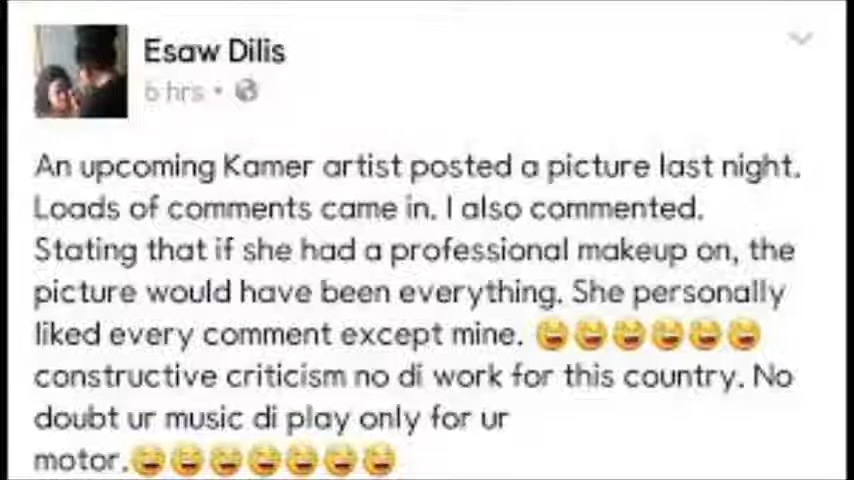 Esaw Dilis
6 hrs •
An upcoming Kamer artist posted a picture last night.
Loads of comments came in. I also commented.
Stating that if she had a professional makeup on, the
picture would have been everything. She personally
liked every comment except mine. 😂😂😂😂😂😂
constructive criticism no di work for this country. No
doubt ur music di play only for ur
motor.😂😂😂😂😂😂😂